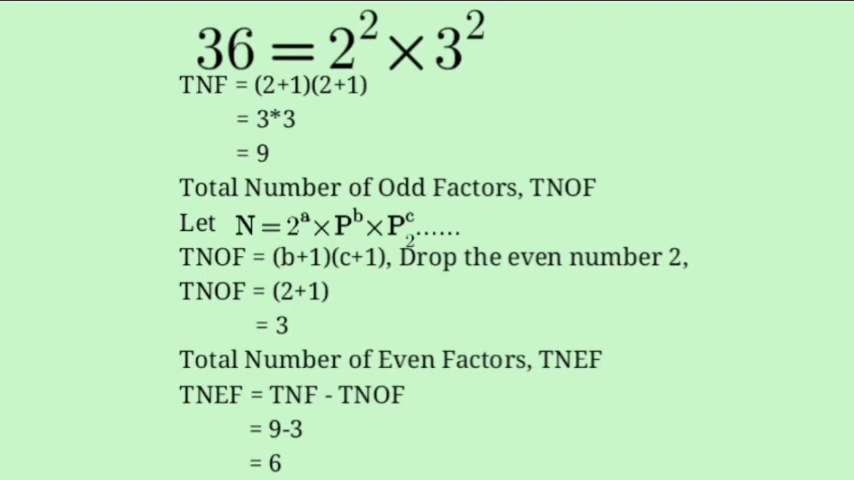 36 = 2² × 3²
TNF = (2+1)(2+1)
= 3*3
= 9
Total Number of Odd Factors, TNOF
Let N = 2ᵃ × Pᵇ × P₂ᶜ......
TNOF = (b+1)(c+1), Drop the even number 2,
TNOF = (2+1)
= 3
Total Number of Even Factors, TNEF
TNEF = TNF - TNOF
= 9-3
= 6